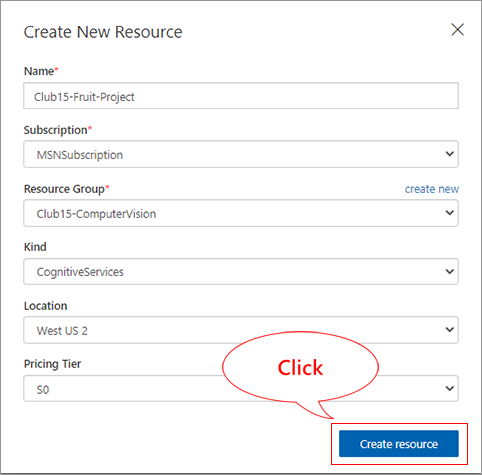 Create New Resource
Name*
Club15-Fruit-Project
Subscription*
MSNSubscription
Resource Group* create new
Club15-ComputerVision
Kind
CognitiveServices
Location
West US 2
Pricing Tier
Click
S0
Create resource